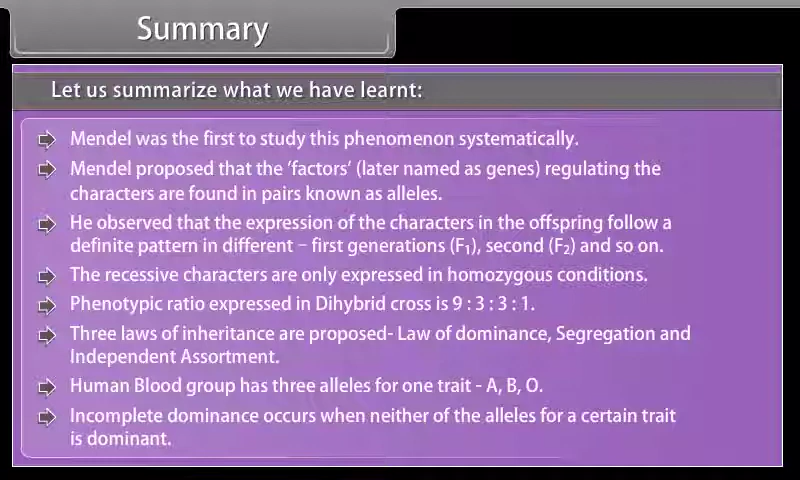 Summary
Let us summarize what we have learnt:
Mendel was the first to study this phenomenon systematically.
Mendel proposed that the ‘factors’ (later named as genes) regulating the
characters are found in pairs known as alleles.
He observed that the expression of the characters in the offspring follow a
definite pattern in different – first generations (F₁), second (F₂) and so on.
The recessive characters are only expressed in homozygous conditions.
Phenotypic ratio expressed in Dihybrid cross is 9 : 3 : 3 : 1.
Three laws of inheritance are proposed- Law of dominance, Segregation and
Independent Assortment.
Human Blood group has three alleles for one trait - A, B, O.
Incomplete dominance occurs when neither of the alleles for a certain trait
is dominant.